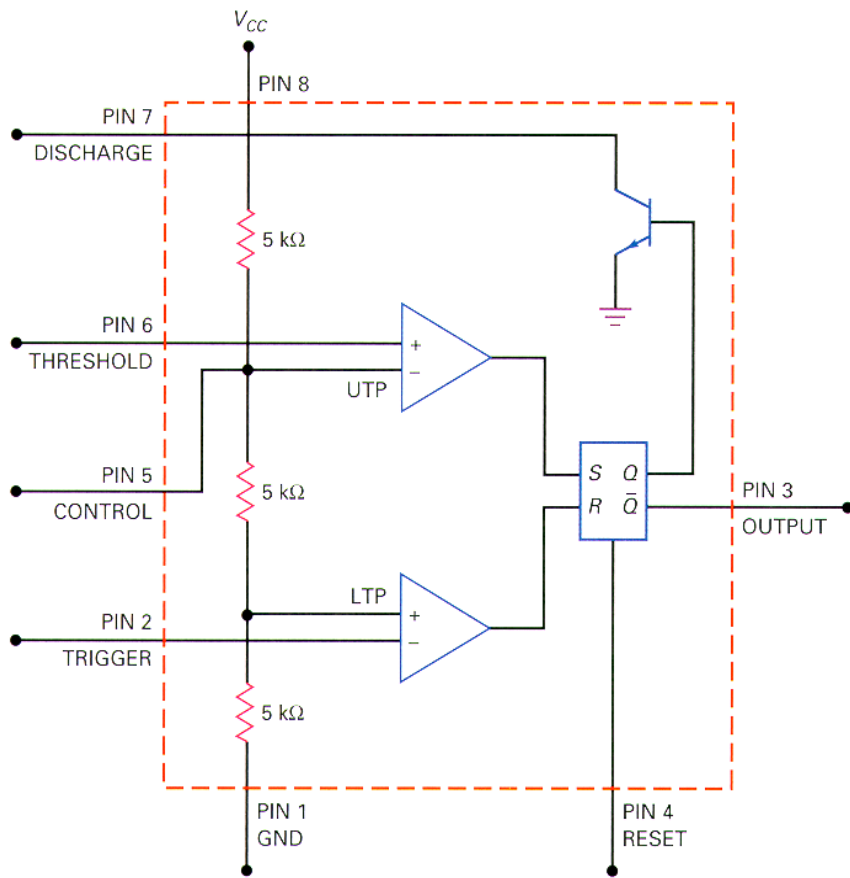 V_CC
PIN 8
PIN 7
DISCHARGE
5 kΩ
PIN 6
THRESHOLD
+
−
UTP
PIN 5
CONTROL
5 kΩ
S Q
R Q̅
PIN 3
OUTPUT
LTP
+
−
PIN 2
TRIGGER
5 kΩ
PIN 1
GND
PIN 4
RESET